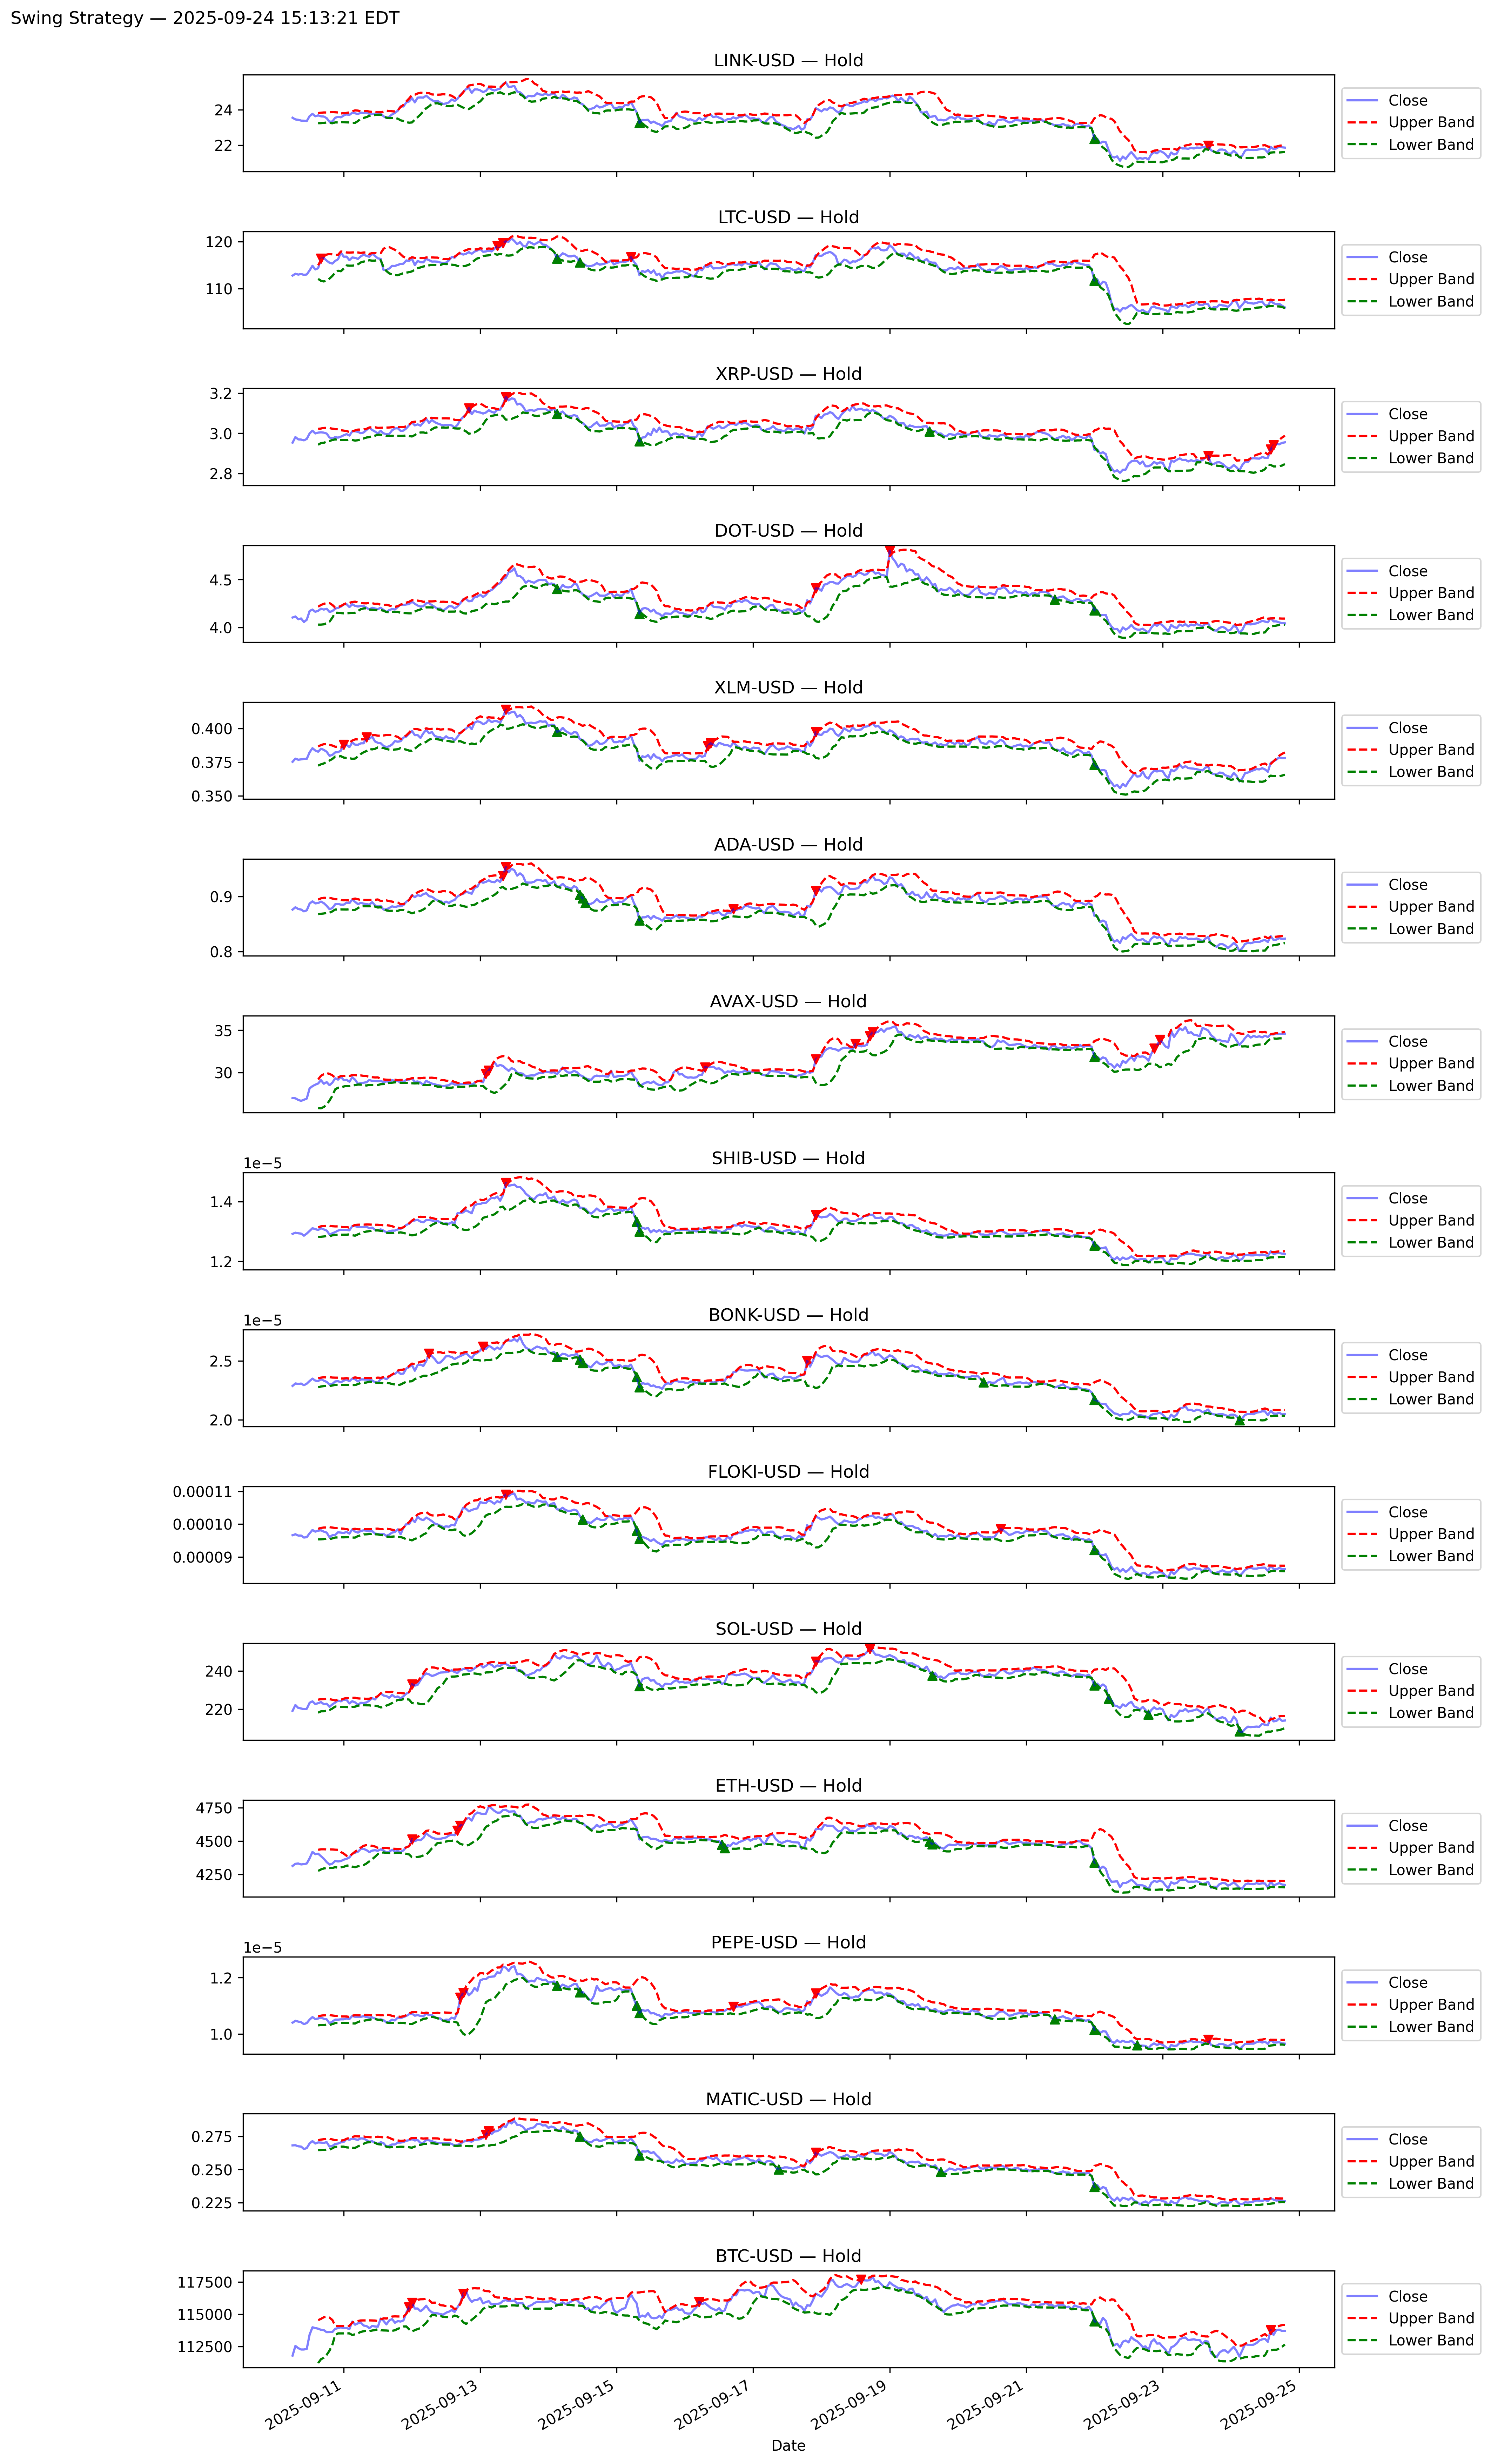 Swing Strategy — 2025-09-24 15:13:21 EDT
LINK-USD — Hold
24
22
Close
Upper Band
Lower Band
LTC-USD — Hold
120
110
Close
Upper Band
Lower Band
XRP-USD — Hold
3.2
3.0
2.8
Close
Upper Band
Lower Band
DOT-USD — Hold
4.5
4.0
Close
Upper Band
Lower Band
XLM-USD — Hold
0.400
0.375
0.350
Close
Upper Band
Lower Band
ADA-USD — Hold
0.9
0.8
Close
Upper Band
Lower Band
AVAX-USD — Hold
35
30
Close
Upper Band
Lower Band
SHIB-USD — Hold
1e−5
1.4
1.2
Close
Upper Band
Lower Band
BONK-USD — Hold
1e−5
2.5
2.0
Close
Upper Band
Lower Band
FLOKI-USD — Hold
0.00011
0.00010
0.00009
Close
Upper Band
Lower Band
SOL-USD — Hold
240
220
Close
Upper Band
Lower Band
ETH-USD — Hold
4750
4500
4250
Close
Upper Band
Lower Band
PEPE-USD — Hold
1e−5
1.2
1.0
Close
Upper Band
Lower Band
MATIC-USD — Hold
0.275
0.250
0.225
Close
Upper Band
Lower Band
BTC-USD — Hold
117500
115000
112500
Close
Upper Band
Lower Band
2025-09-11
2025-09-13
2025-09-15
2025-09-17
2025-09-19
2025-09-21
2025-09-23
2025-09-25
Date